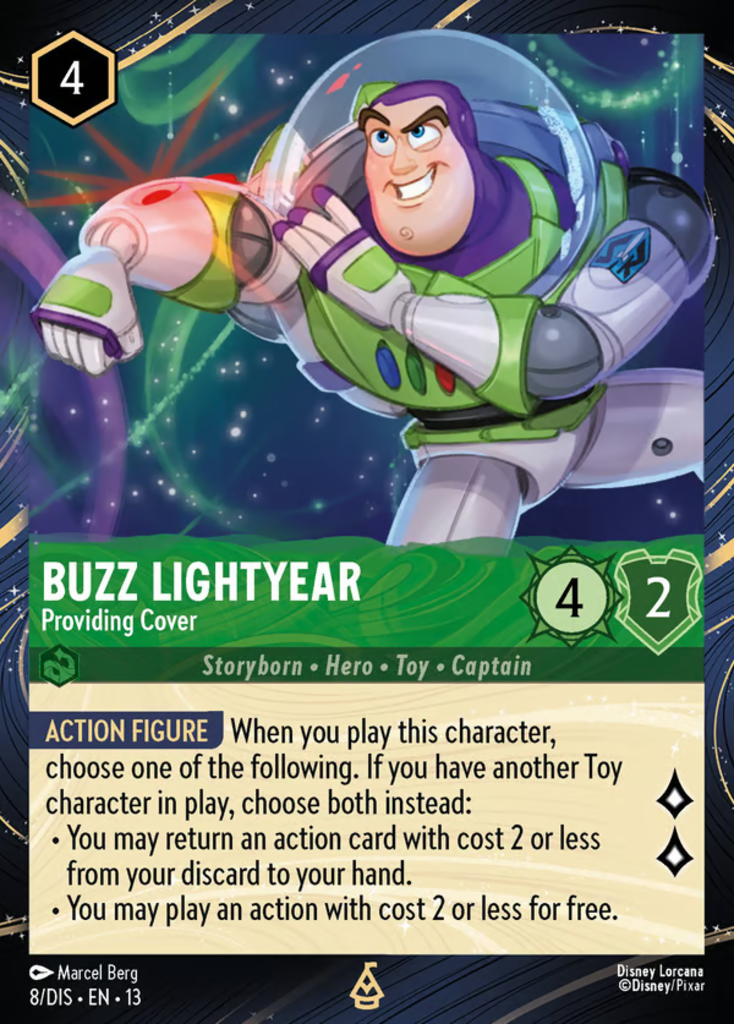 4
BUZZ LIGHTYEAR
Providing Cover
4
2
Storyborn • Hero • Toy • Captain
ACTION FIGURE When you play this character,
choose one of the following. If you have another Toy
character in play, choose both instead:
• You may return an action card with cost 2 or less
from your discard to your hand.
• You may play an action with cost 2 or less for free.
Marcel Berg
8/DIS • EN • 13
Disney Lorcana
©Disney/Pixar